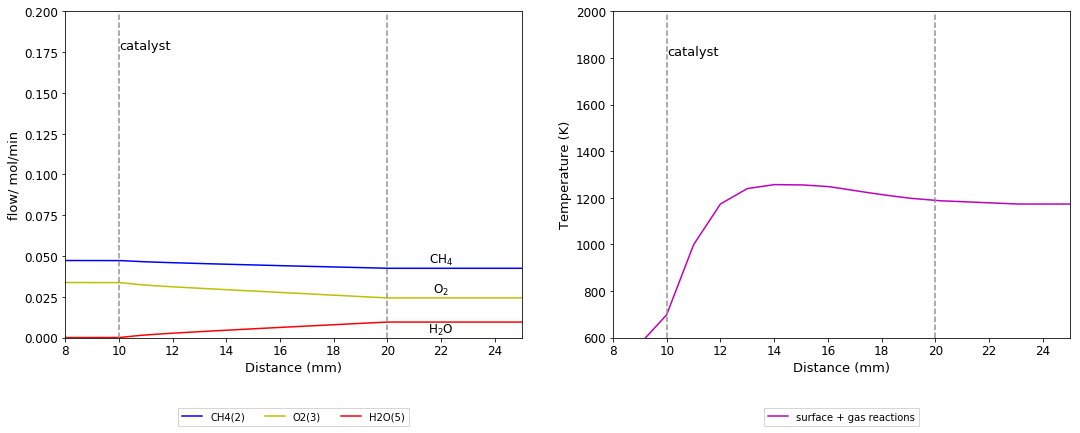 0.200
0.175
0.150
0.125
0.100
0.075
0.050
0.025
0.000
flow/ mol/min
catalyst
CH₄
O₂
H₂O
8 10 12 14 16 18 20 22 24
Distance (mm)
CH4(2) O2(3) H2O(5)
2000
1800
1600
1400
1200
1000
800
600
Temperature (K)
catalyst
8 10 12 14 16 18 20 22 24
Distance (mm)
surface + gas reactions